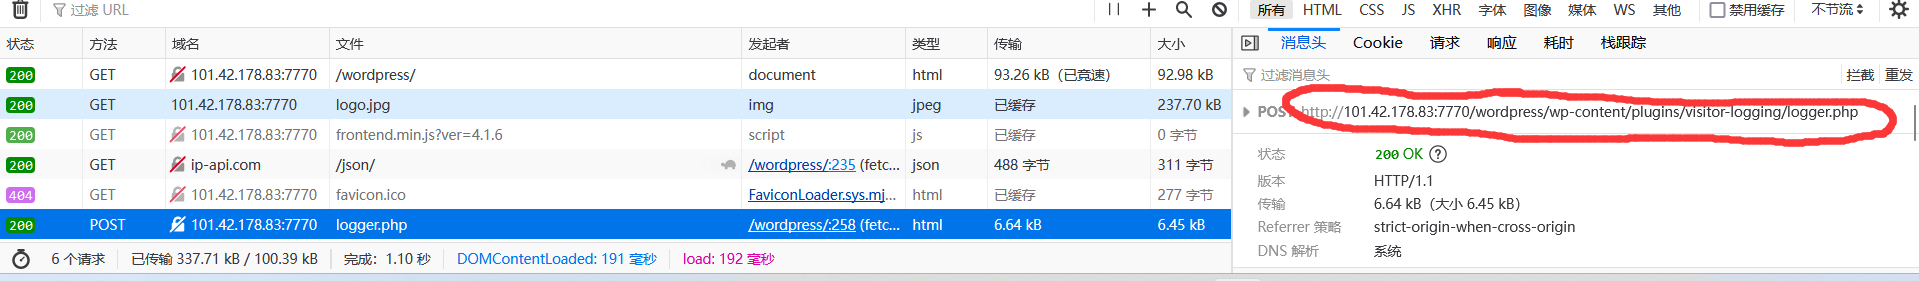 过滤 URL
所有 HTML CSS JS XHR 字体 图像 媒体 WS 其他 禁用缓存 不节流
状态 方法 域名 文件 发起者 类型 传输 大小
200 GET 101.42.178.83:7770 /wordpress/ document html 93.26 kB（已竞速） 92.98 kB
GET 101.42.178.83:7770 logo.jpg img jpeg 已缓存 237.70 kB
200 GET 101.42.178.83:7770 frontend.min.js?ver=4.1.6 script js 已缓存 0 字节
200 GET ip-api.com /json/ /wordpress/:235 (fetc... json 488 字节 311 字节
404 GET 101.42.178.83:7770 favicon.ico FaviconLoader.sys.mj... html 已缓存 277 字节
200 POST 101.42.178.83:7770 logger.php /wordpress/:258 (fetc... html 6.64 kB 6.45 kB
6 个请求 已传输 337.71 kB / 100.39 kB 完成：1.10 秒 DOMContentLoaded: 191 毫秒 load: 192 毫秒
消息头 Cookie 请求 响应 耗时 栈跟踪
过滤消息头 拦截 重发
POST http://101.42.178.83:7770/wordpress/wp-content/plugins/visitor-logging/logger.php
状态 200 OK
版本 HTTP/1.1
传输 6.64 kB（大小 6.45 kB）
Referrer 策略 strict-origin-when-cross-origin
DNS 解析 系统